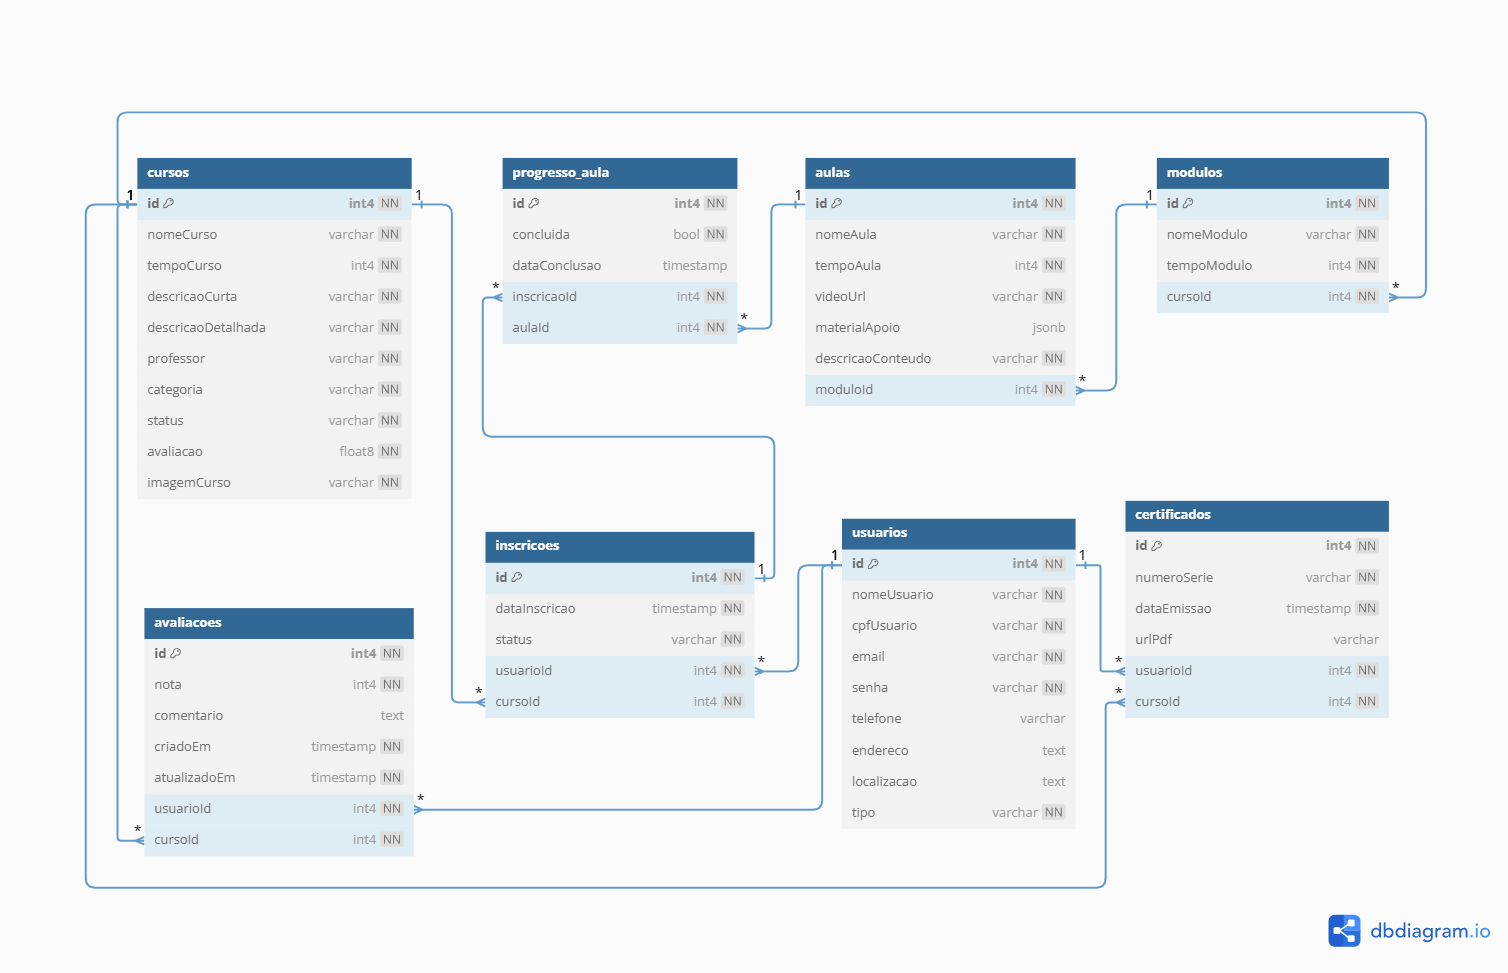 cursos
1
id int4 NN
1
nomeCurso varchar NN
tempoCurso int4 NN
descricaoCurta varchar NN
descricaoDetalhada varchar NN
professor varchar NN
categoria varchar NN
status varchar NN
avaliacao float8 NN
imagemCurso varchar NN
progresso_aula
id int4 NN
concluida bool NN
dataConclusao timestamp
*
inscricaoId int4 NN
aulaId int4 NN
*
aulas
1
id int4 NN
nomeAula varchar NN
tempoAula int4 NN
videoUrl varchar NN
materialApoio jsonb
descricaoConteudo varchar NN
moduloId int4 NN
*
modulos
1
id int4 NN
nomeModulo varchar NN
tempoModulo int4 NN
cursoId int4 NN
*
inscricoes
id int4 NN
1
dataInscricao timestamp NN
status varchar NN
usuarioId int4 NN
*
*
cursoId int4 NN
usuarios
1
id int4 NN
1
nomeUsuario varchar NN
cpfUsuario varchar NN
email varchar NN
senha varchar NN
telefone varchar
endereco text
localizacao text
tipo varchar NN
certificados
id int4 NN
numeroSerie varchar NN
dataEmissao timestamp NN
urlPdf varchar
*
usuarioId int4 NN
*
cursoId int4 NN
avaliacoes
id int4 NN
nota int4 NN
comentario text
criadoEm timestamp NN
atualizadoEm timestamp NN
usuarioId int4 NN
*
*
cursoId int4 NN
dbdiagram.io